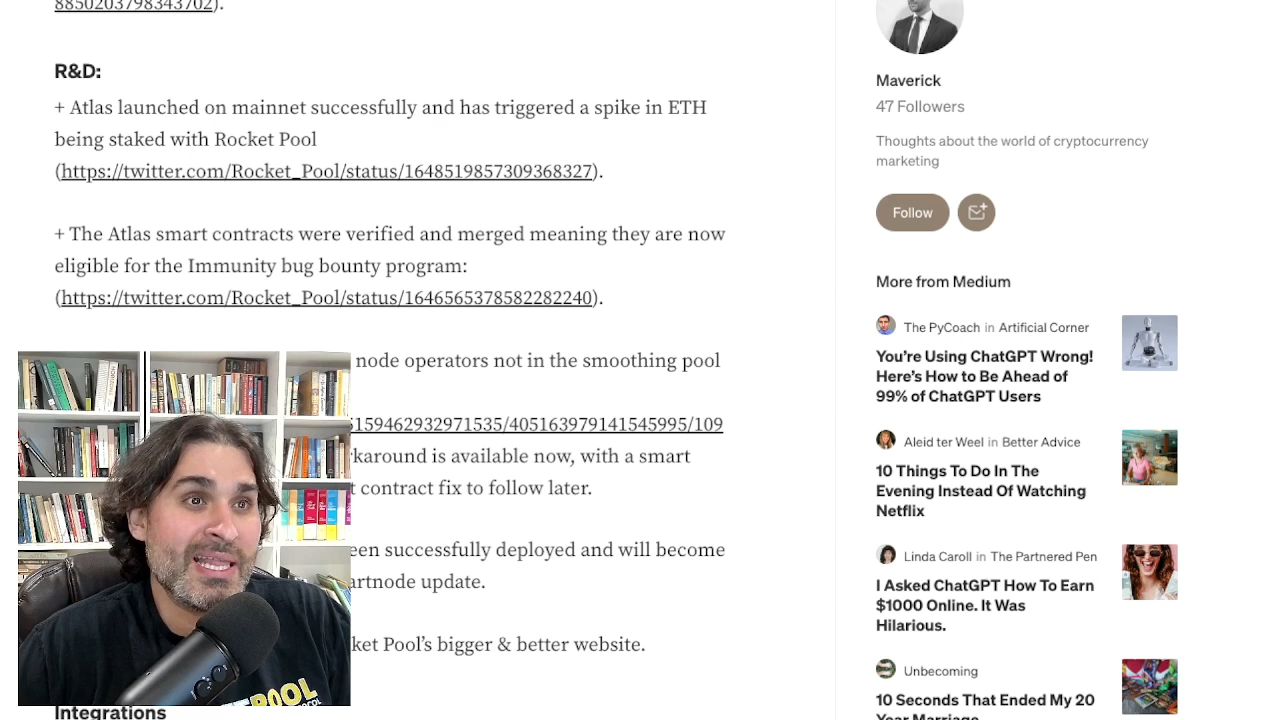 8850203798343702).
R&D:
+ Atlas launched on mainnet successfully and has triggered a spike in ETH
being staked with Rocket Pool
(https://twitter.com/Rocket_Pool/status/1648519857309368327).
+ The Atlas smart contracts were verified and merged meaning they are now
eligible for the Immunity bug bounty program:
(https://twitter.com/Rocket_Pool/status/1646565378582282240).
node operators not in the smoothing pool
5159462932971535/405163979141545995/109
karound is available now, with a smart
t contract fix to follow later.
een successfully deployed and will become
artnode update.
ket Pool’s bigger & better website.
Integrations
POOL
Maverick
47 Followers
Thoughts about the world of cryptocurrency
marketing
Follow
More from Medium
The PyCoach in Artificial Corner
You’re Using ChatGPT Wrong!
Here’s How to Be Ahead of
99% of ChatGPT Users
Aleid ter Weel in Better Advice
10 Things To Do In The
Evening Instead Of Watching
Netflix
Linda Caroll in The Partnered Pen
I Asked ChatGPT How To Earn
$1000 Online. It Was
Hilarious.
Unbecoming
10 Seconds That Ended My 20
Year Marriage